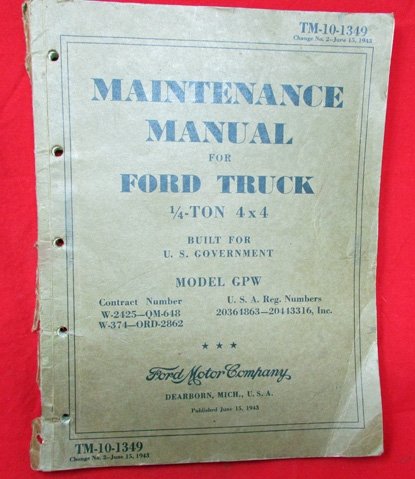 TM-10-1349
Change No. 2—June 15, 1943
MAINTENANCE
MANUAL
FOR
FORD TRUCK
¼-TON 4x4
BUILT FOR
U. S. GOVERNMENT
MODEL GPW
Contract Number
W-2425—QM-648
W-374—ORD-2862
U. S. A. Reg. Numbers
20364863—20443316, Inc.
★ ★ ★
Ford Motor Company
DEARBORN, MICH., U. S. A.
Published June 15, 1943
TM-10-1349
Change No. 2—June 15, 1943